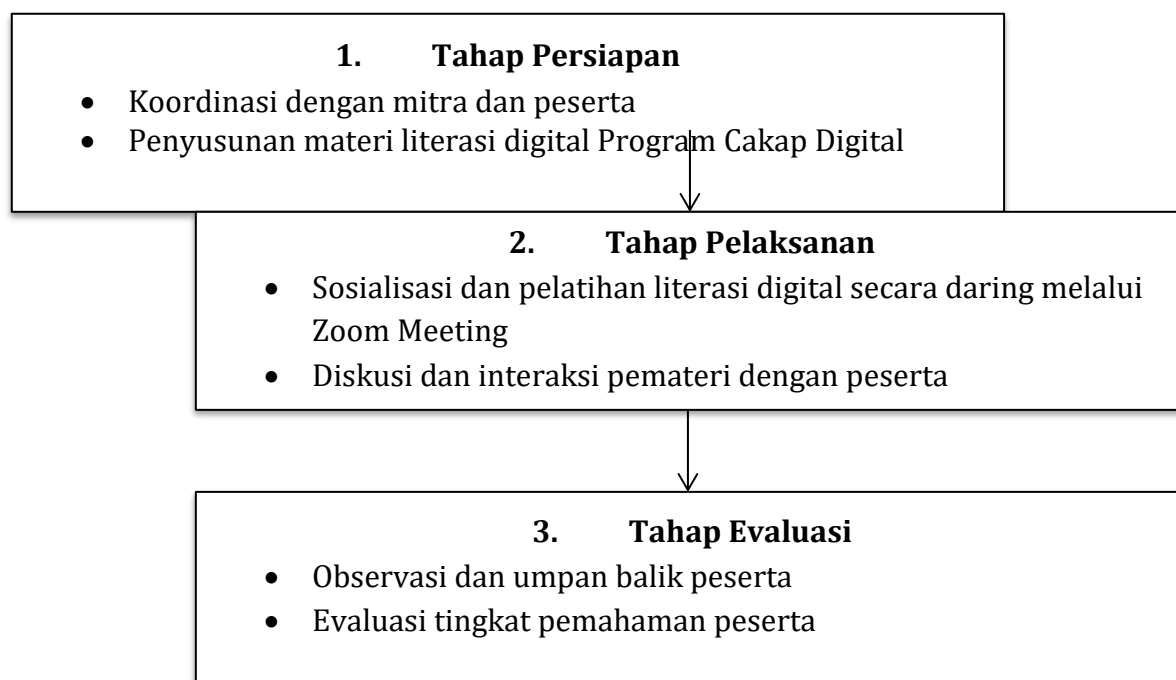 1. Tahap Persiapan
• Koordinasi dengan mitra dan peserta
• Penyusunan materi literasi digital Program Cakap Digital
2. Tahap Pelaksanan
• Sosialisasi dan pelatihan literasi digital secara daring melalui
Zoom Meeting
• Diskusi dan interaksi pemateri dengan peserta
3. Tahap Evaluasi
• Observasi dan umpan balik peserta
• Evaluasi tingkat pemahaman peserta